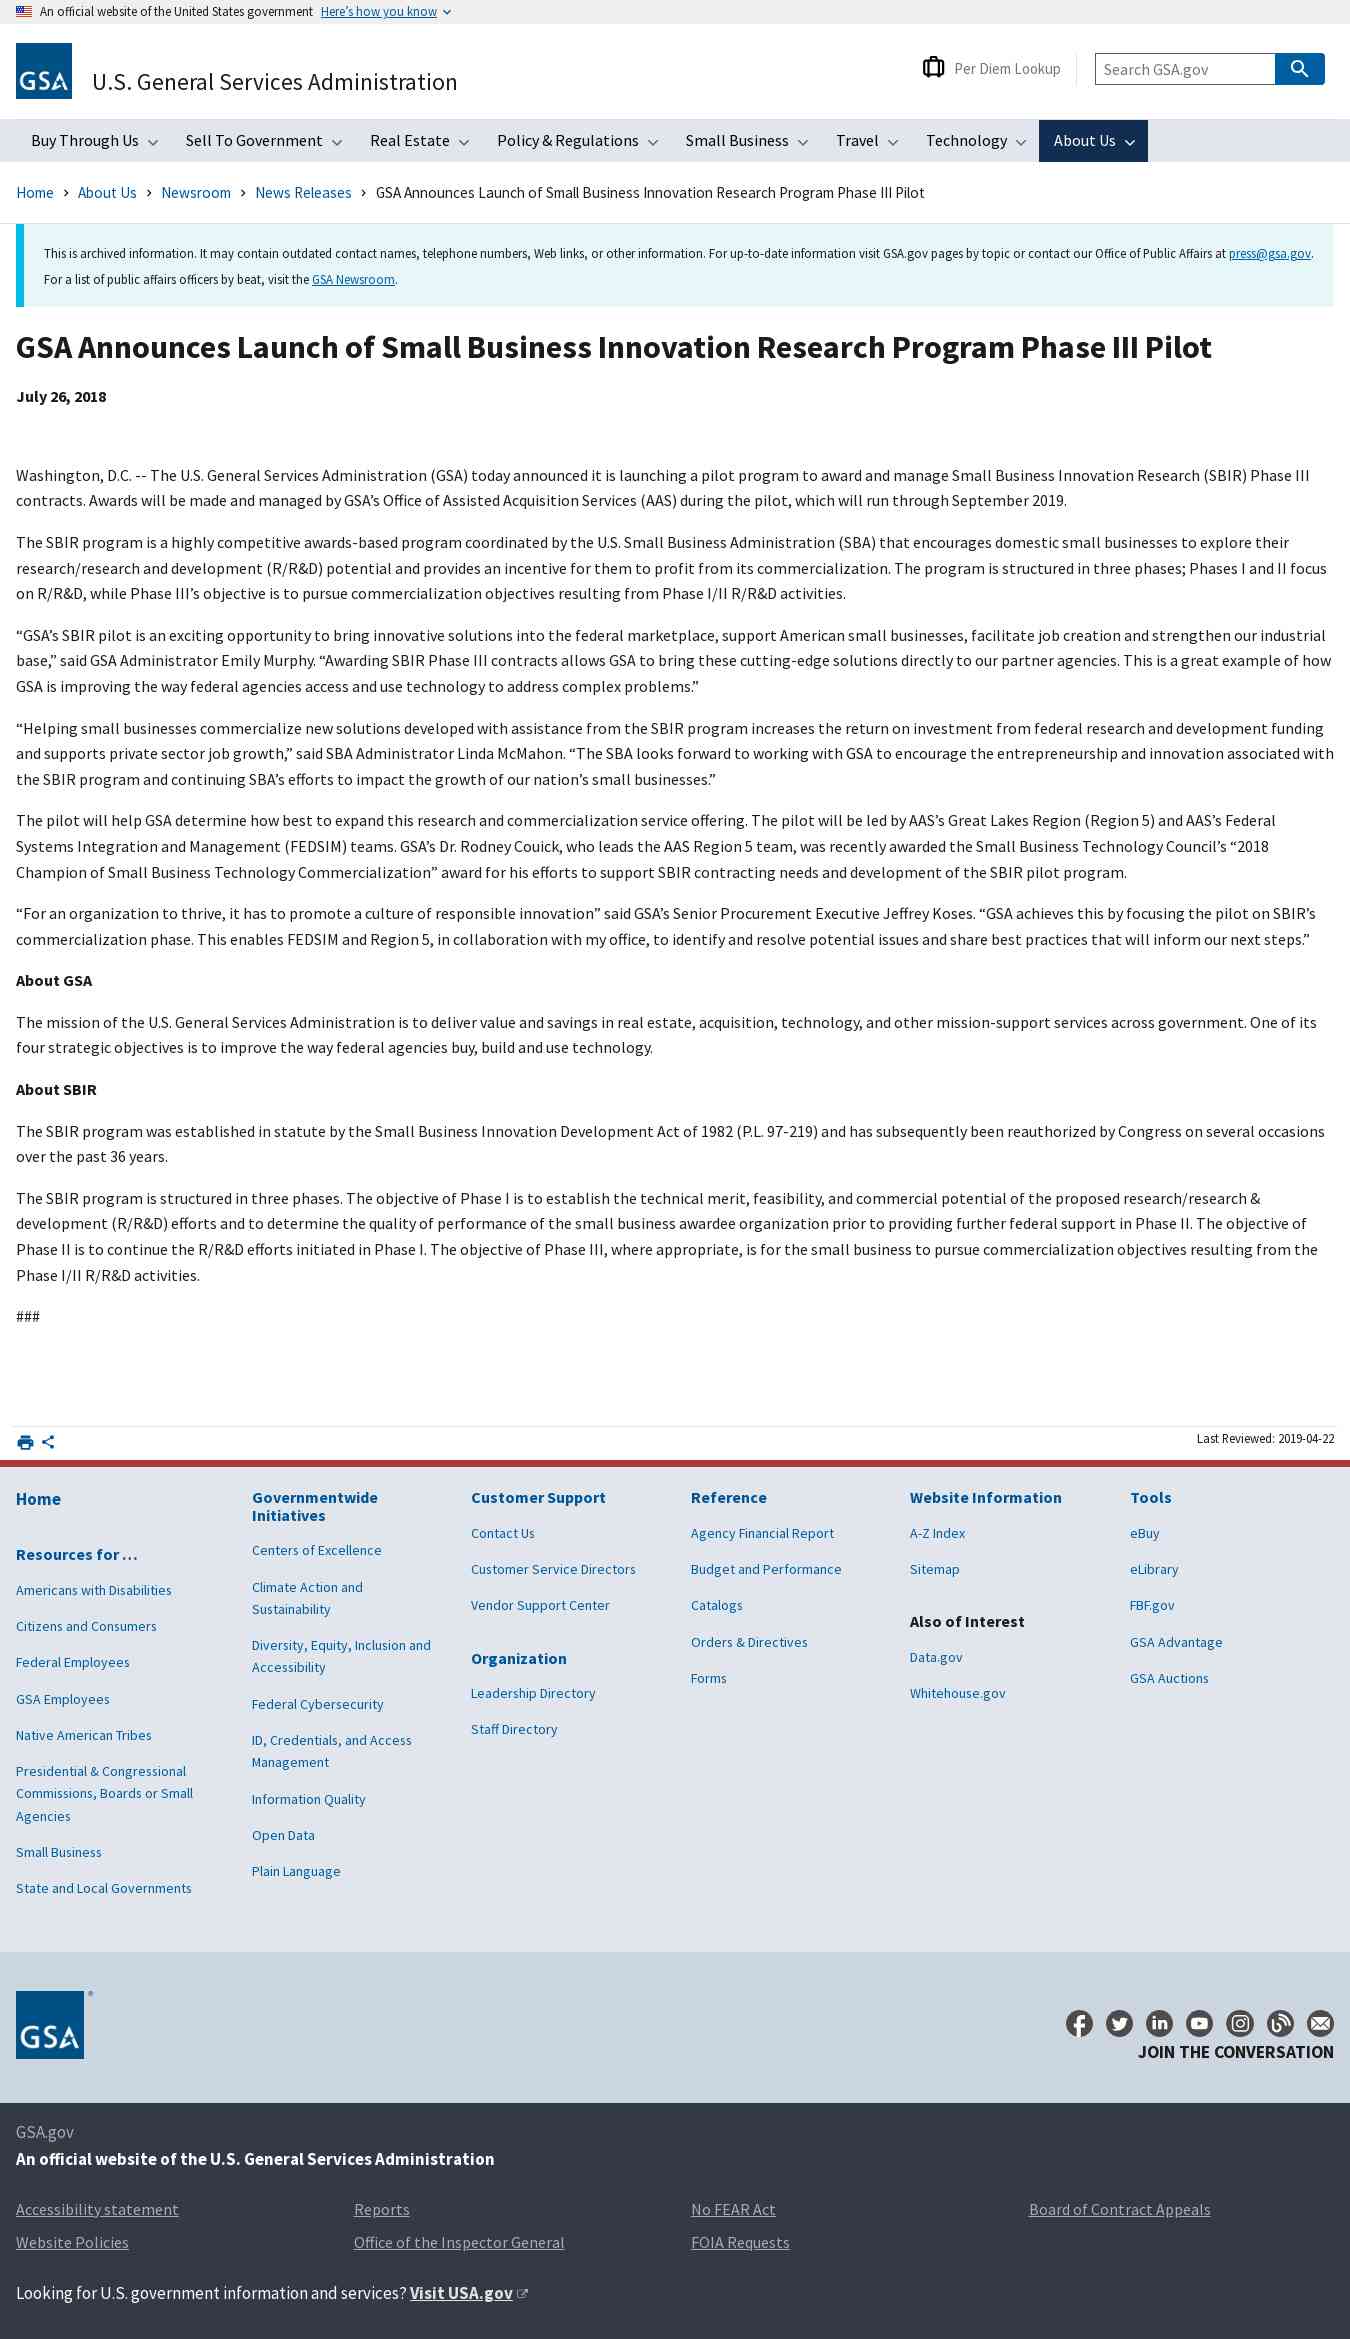 An official website of the United States government Here’s how you know
GSA
U.S. General Services Administration
Per Diem Lookup
Search GSA.gov
Buy Through Us Sell To Government Real Estate Policy & Regulations Small Business Travel Technology About Us
Home > About Us > Newsroom > News Releases > GSA Announces Launch of Small Business Innovation Research Program Phase III Pilot
This is archived information. It may contain outdated contact names, telephone numbers, Web links, or other information. For up-to-date information visit GSA.gov pages by topic or contact our Office of Public Affairs at press@gsa.gov.
For a list of public affairs officers by beat, visit the GSA Newsroom.
GSA Announces Launch of Small Business Innovation Research Program Phase III Pilot
July 26, 2018
Washington, D.C. -- The U.S. General Services Administration (GSA) today announced it is launching a pilot program to award and manage Small Business Innovation Research (SBIR) Phase III
contracts. Awards will be made and managed by GSA’s Office of Assisted Acquisition Services (AAS) during the pilot, which will run through September 2019.
The SBIR program is a highly competitive awards-based program coordinated by the U.S. Small Business Administration (SBA) that encourages domestic small businesses to explore their
research/research and development (R/R&D) potential and provides an incentive for them to profit from its commercialization. The program is structured in three phases; Phases I and II focus
on R/R&D, while Phase III’s objective is to pursue commercialization objectives resulting from Phase I/II R/R&D activities.
“GSA’s SBIR pilot is an exciting opportunity to bring innovative solutions into the federal marketplace, support American small businesses, facilitate job creation and strengthen our industrial
base,” said GSA Administrator Emily Murphy. “Awarding SBIR Phase III contracts allows GSA to bring these cutting-edge solutions directly to our partner agencies. This is a great example of how
GSA is improving the way federal agencies access and use technology to address complex problems.”
“Helping small businesses commercialize new solutions developed with assistance from the SBIR program increases the return on investment from federal research and development funding
and supports private sector job growth,” said SBA Administrator Linda McMahon. “The SBA looks forward to working with GSA to encourage the entrepreneurship and innovation associated with
the SBIR program and continuing SBA’s efforts to impact the growth of our nation’s small businesses.”
The pilot will help GSA determine how best to expand this research and commercialization service offering. The pilot will be led by AAS’s Great Lakes Region (Region 5) and AAS’s Federal
Systems Integration and Management (FEDSIM) teams. GSA’s Dr. Rodney Couick, who leads the AAS Region 5 team, was recently awarded the Small Business Technology Council’s “2018
Champion of Small Business Technology Commercialization” award for his efforts to support SBIR contracting needs and development of the SBIR pilot program.
“For an organization to thrive, it has to promote a culture of responsible innovation” said GSA’s Senior Procurement Executive Jeffrey Koses. “GSA achieves this by focusing the pilot on SBIR’s
commercialization phase. This enables FEDSIM and Region 5, in collaboration with my office, to identify and resolve potential issues and share best practices that will inform our next steps.”
About GSA
The mission of the U.S. General Services Administration is to deliver value and savings in real estate, acquisition, technology, and other mission-support services across government. One of its
four strategic objectives is to improve the way federal agencies buy, build and use technology.
About SBIR
The SBIR program was established in statute by the Small Business Innovation Development Act of 1982 (P.L. 97-219) and has subsequently been reauthorized by Congress on several occasions
over the past 36 years.
The SBIR program is structured in three phases. The objective of Phase I is to establish the technical merit, feasibility, and commercial potential of the proposed research/research &
development (R/R&D) efforts and to determine the quality of performance of the small business awardee organization prior to providing further federal support in Phase II. The objective of
Phase II is to continue the R/R&D efforts initiated in Phase I. The objective of Phase III, where appropriate, is for the small business to pursue commercialization objectives resulting from the
Phase I/II R/R&D activities.
###
Last Reviewed: 2019-04-22
Home
Resources for …
Americans with Disabilities
Citizens and Consumers
Federal Employees
GSA Employees
Native American Tribes
Presidential & Congressional
Commissions, Boards or Small
Agencies
Small Business
State and Local Governments
Governmentwide
Initiatives
Centers of Excellence
Climate Action and
Sustainability
Diversity, Equity, Inclusion and
Accessibility
Federal Cybersecurity
ID, Credentials, and Access
Management
Information Quality
Open Data
Plain Language
Customer Support
Contact Us
Customer Service Directors
Vendor Support Center
Organization
Leadership Directory
Staff Directory
Reference
Agency Financial Report
Budget and Performance
Catalogs
Orders & Directives
Forms
Website Information
A-Z Index
Sitemap
Also of Interest
Data.gov
Whitehouse.gov
Tools
eBuy
eLibrary
FBF.gov
GSA Advantage
GSA Auctions
GSA ®
JOIN THE CONVERSATION
GSA.gov
An official website of the U.S. General Services Administration
Accessibility statement Reports No FEAR Act Board of Contract Appeals
Website Policies Office of the Inspector General FOIA Requests
Looking for U.S. government information and services? Visit USA.gov